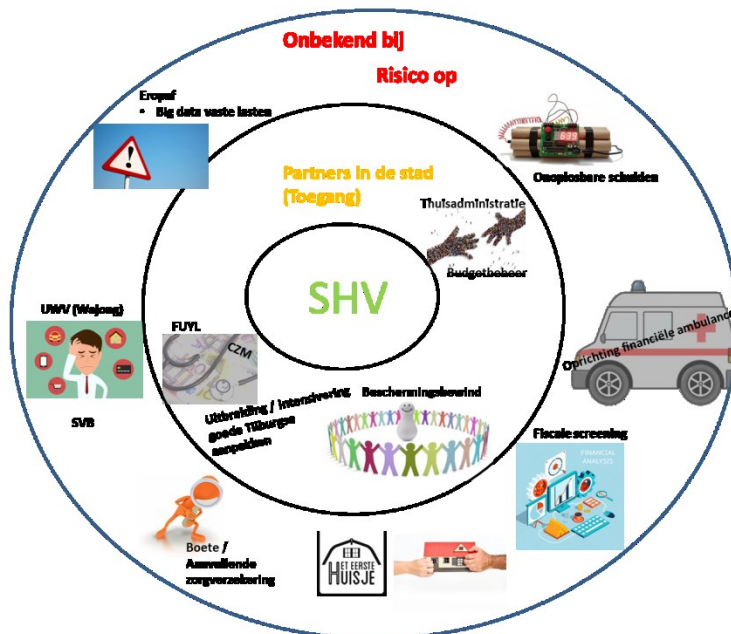 Onbekend bij
Risico op
Eropaf
• Big data vaste lasten
!
Onoplosbare schulden
Partners in de stad
(Toegang)
Thuisadministratie
Budgetbeheer
SHV
UWV (Wajong)
SVB
FUYL
CZM
Uitbreiding / intensivering
goede Tilburgse
aanpakken
Beschermingsbewind
Oprichting financiële ambulance
Fiscale screening
FINANCIAL
ANALYSIS
Boete /
Aanvullende
zorgverzekering
HET EERSTE
HUISJE